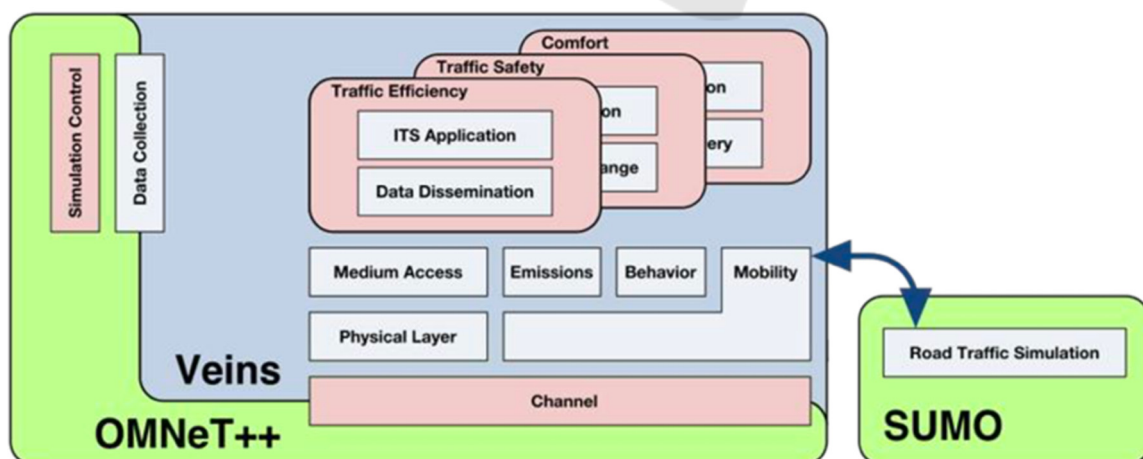 Comfort
Traffic Safety
Traffic Efficiency
ITS Application
Data Dissemination
on
ange
on
ery
Simulation Control
Data Collection
Medium Access
Emissions
Behavior
Mobility
Physical Layer
Road Traffic Simulation
Veins
Channel
OMNeT++
SUMO